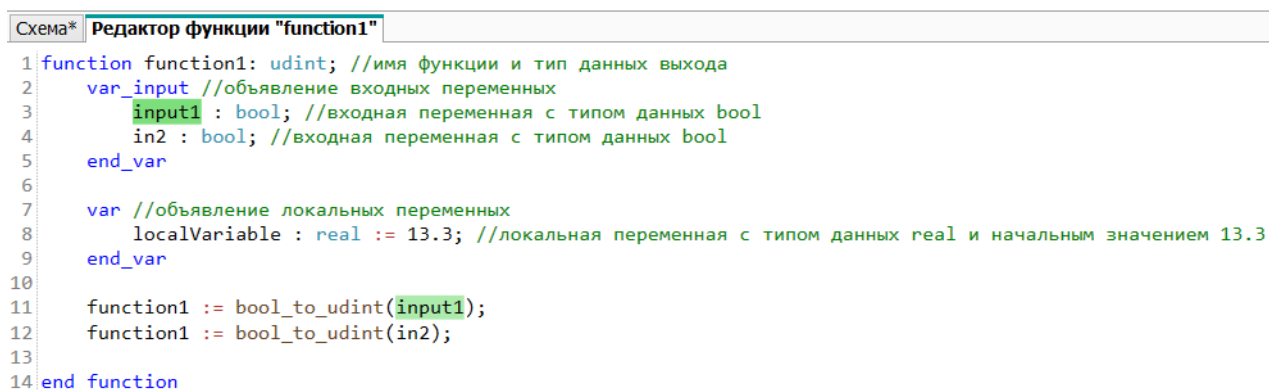 Схема* Редактор функции "function1"
1 function function1: udint; //имя функции и тип данных выхода
2 var_input //объявление входных переменных
3 input1 : bool; //входная переменная с типом данных bool
4 in2 : bool; //входная переменная с типом данных bool
5 end_var
6
7 var //объявление локальных переменных
8 localVariable : real := 13.3; //локальная переменная с типом данных real и начальным значением 13.3
9 end_var
10
11 function1 := bool_to_udint(input1);
12 function1 := bool_to_udint(in2);
13
14 end function